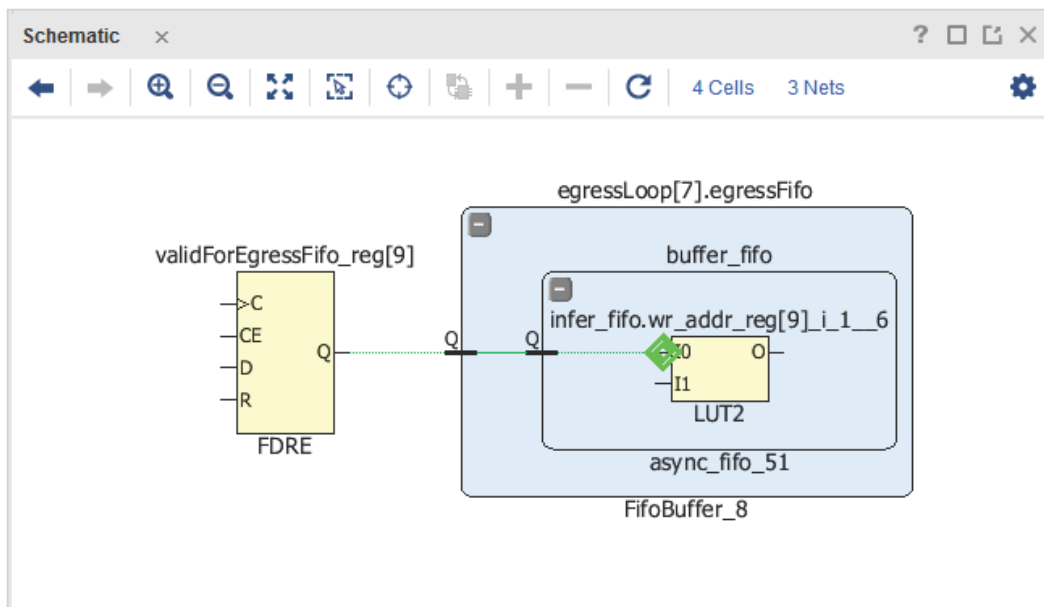 Schematic
4 Cells 3 Nets
egressLoop[7].egressFifo
validForEgressFifo_reg[9]
buffer_fifo
infer_fifo.wr_addr_reg[9]_i_1__6
C
CE
D
R
Q
Q
Q
I0
O
I1
LUT2
FDRE
async_fifo_51
FifoBuffer_8